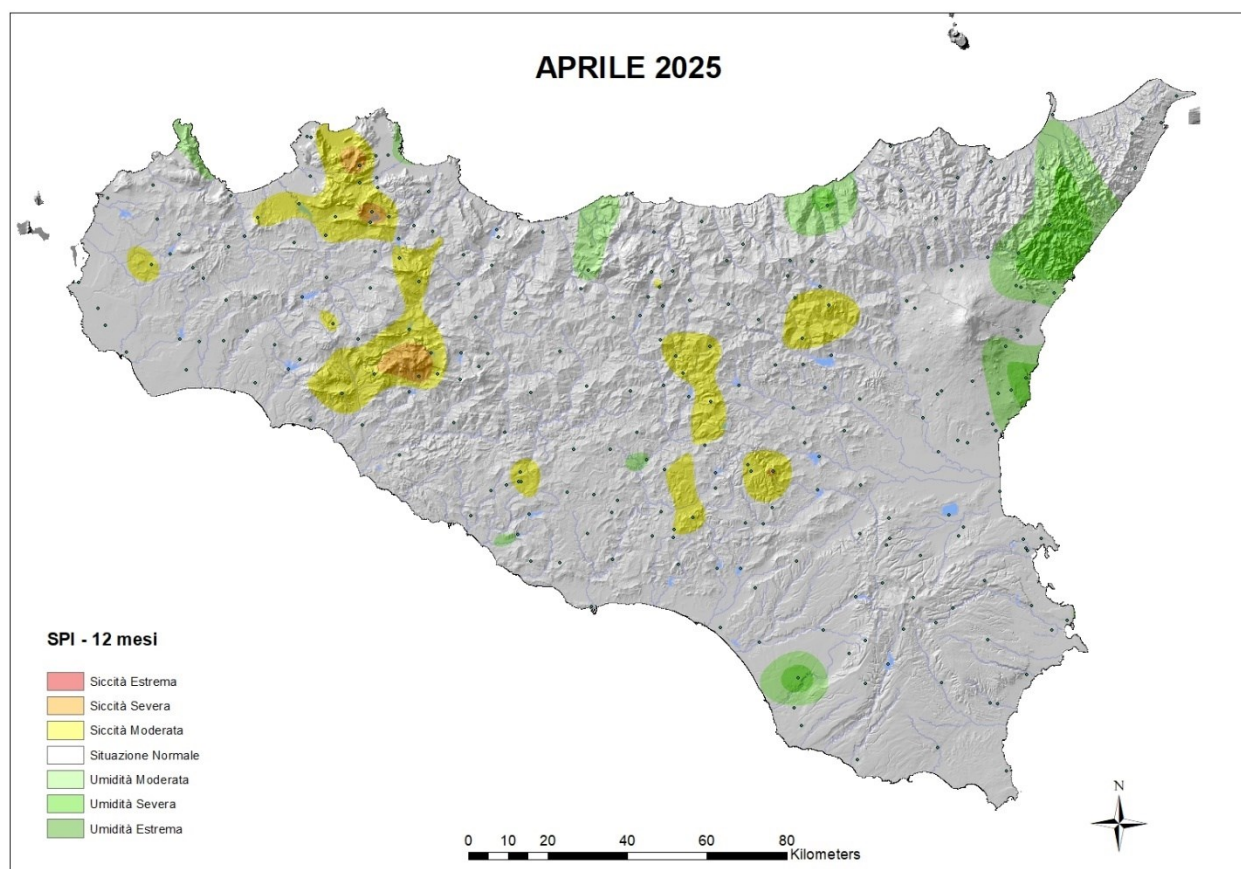 APRILE 2025
SPI - 12 mesi
Siccità Estrema
Siccità Severa
Siccità Moderata
Situazione Normale
Umidità Moderata
Umidità Severa
Umidità Estrema
N
0 10 20 40 60 80
Kilometers